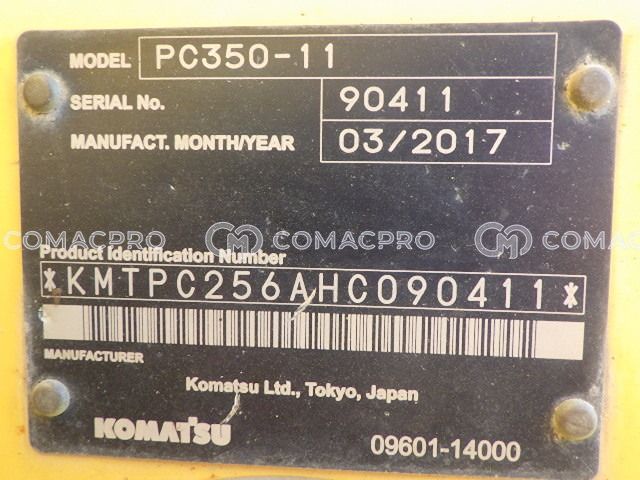 MODEL PC350-11
SERIAL No. 90411
MANUFACT. MONTH/YEAR 03/2017
COMACPRO COMACPRO COMACPRO
Product Identification Number
*KMTPC256AHC090411*
MANUFACTURER
Komatsu Ltd., Tokyo, Japan
KOMATSU
09601-14000